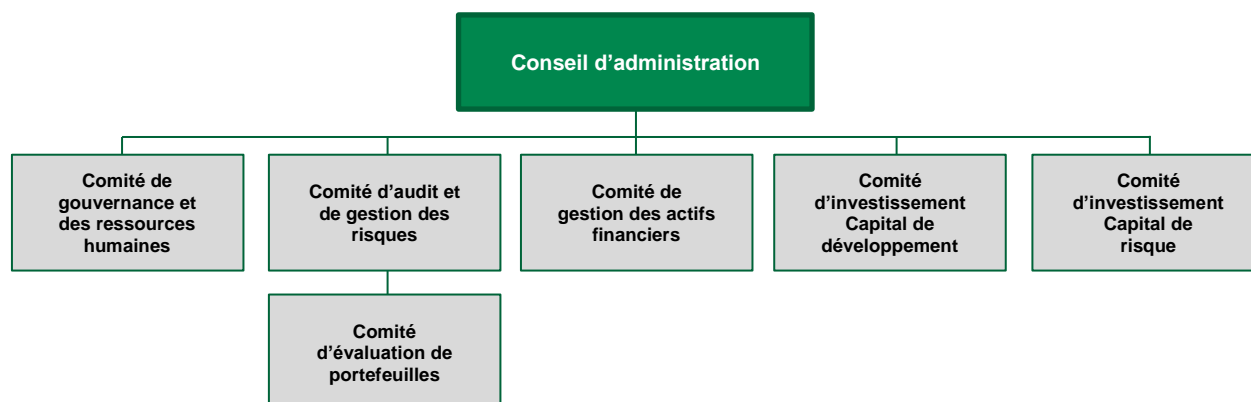 Conseil d’administration
Comité de
gouvernance et
des ressources
humaines
Comité d’audit et
de gestion des
risques
Comité de
gestion des actifs
financiers
Comité
d’investissement
Capital de
développement
Comité
d’investissement
Capital de
risque
Comité
d’évaluation de
portefeuilles